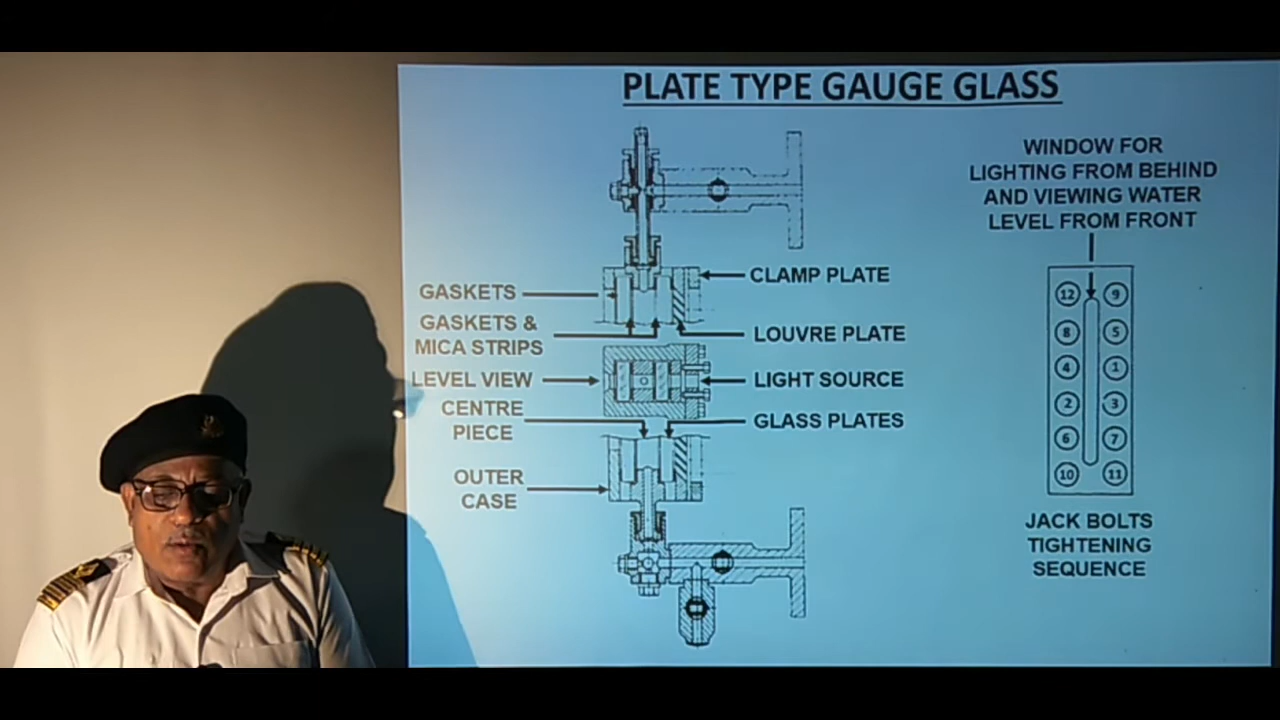 PLATE TYPE GAUGE GLASS
WINDOW FOR
LIGHTING FROM BEHIND
AND VIEWING WATER
LEVEL FROM FRONT
CLAMP PLATE
GASKETS
GASKETS &
MICA STRIPS
LOUVRE PLATE
LEVEL VIEW
LIGHT SOURCE
CENTRE
PIECE
GLASS PLATES
OUTER
CASE
12 9
8 5
4 1
2 3
6 7
10 11
JACK BOLTS
TIGHTENING
SEQUENCE